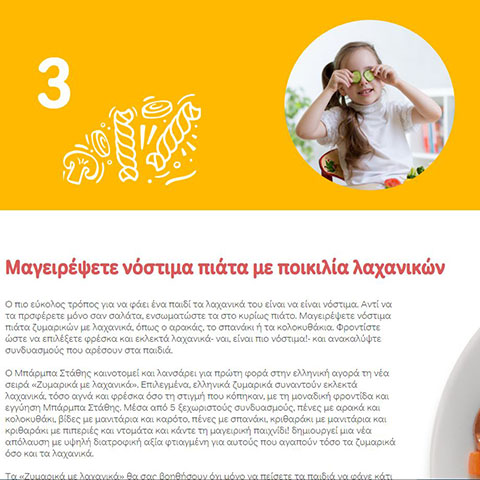 3
Μαγειρέψετε νόστιμα πιάτα με ποικιλία λαχανικών
Ο πιο εύκολος τρόπος για να φάει ένα παιδί τα λαχανικά του είναι να είναι νόστιμα. Αντί να
τα προφέρετε μόνο σαν σαλάτα, ενσωματώστε τα στο κυρίως πιάτο. Μαγειρέψετε νόστιμα
πιάτα ζυμαρικών με λαχανικά, όπως ο αρακάς, το σπανάκι ή τα κολοκυθάκια. Φροντίστε
ώστε να επιλέξετε φρέσκα και εκλεκτά λαχανικά- ναι, είναι πιο νόστιμα!- και ανακαλύψτε
συνδυασμούς που αρέσουν στα παιδιά.
Ο Μπάρμπα Στάθης καινοτομεί και λανσάρει για πρώτη φορά στην ελληνική αγορά τη νέα
σειρά «Ζυμαρικά με λαχανικά». Επιλεγμένα, ελληνικά ζυμαρικά συναντούν εκλεκτά
λαχανικά, τόσο αγνά και φρέσκα όσο τη στιγμή που κόπηκαν, με τη μοναδική φροντίδα και
εγγύηση Μπάρμπα Στάθης. Μέσα από 5 ξεχωριστούς συνδυασμούς, πένες με αρακά και
κολοκυθάκι, βίδες με μανιτάρια και καρότο, πένες με σπανάκι, κριθαράκι με μανιτάρια και
κριθαράκι με πιπεριές και ντομάτα και κάντε τη μαγειρική παιχνίδι! δημιουργεί μια νέα
απόλαυση με υψηλή διατροφική αξία φτιαγμένη για αυτούς που αγαπούν τόσο τα ζυμαρικά
όσο και τα λαχανικά.
Τα «Ζυμαρικά με λαχανικά» θα σας βοηθήσουν όχι μόνο να πείσετε τα παιδιά να φάνε κάτι